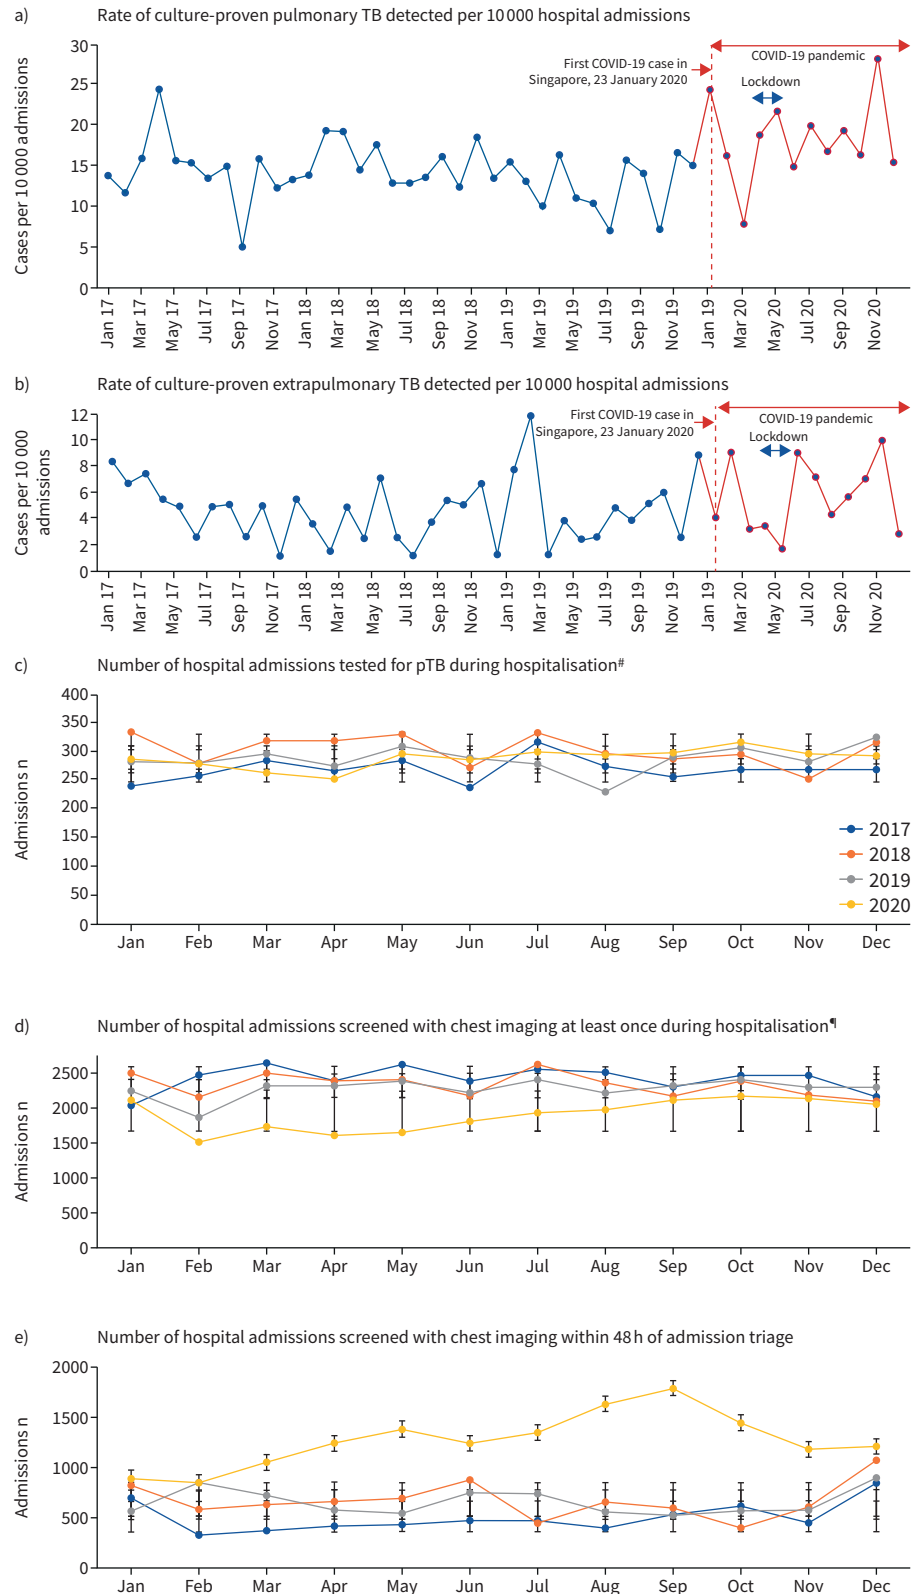 a) Rate of culture-proven pulmonary TB detected per 10 000 hospital admissions
Cases per 10 000 admissions
30
25
20
15
10
5
0
First COVID-19 case in
Singapore, 23 January 2020
COVID-19 pandemic
Lockdown
Jan 17
Mar 17
May 17
Jul 17
Sep 17
Nov 17
Jan 18
Mar 18
May 18
Jul 18
Sep 18
Nov 18
Jan 19
Mar 19
May 19
Jul 19
Sep 19
Nov 19
Jan 19
Mar 20
May 20
Jul 20
Sep 20
Nov 20
b) Rate of culture-proven extrapulmonary TB detected per 10 000 hospital admissions
Cases per 10 000
admissions
12
10
8
6
4
2
0
First COVID-19 case in
Singapore, 23 January 2020
COVID-19 pandemic
Lockdown
Jan 17
Mar 17
May 17
Jul 17
Sep 17
Nov 17
Jan 18
Mar 18
May 18
Jul 18
Sep 18
Nov 18
Jan 19
Mar 19
May 19
Jul 19
Sep 19
Nov 19
Jan 19
Mar 20
May 20
Jul 20
Sep 20
Nov 20
c) Number of hospital admissions tested for pTB during hospitalisation#
Admissions n
400
350
300
250
200
150
100
50
0
2017
2018
2019
2020
Jan Feb Mar Apr May Jun Jul Aug Sep Oct Nov Dec
d) Number of hospital admissions screened with chest imaging at least once during hospitalisation¶
Admissions n
2500
2000
1500
1000
500
0
Jan Feb Mar Apr May Jun Jul Aug Sep Oct Nov Dec
e) Number of hospital admissions screened with chest imaging within 48 h of admission triage
Admissions n
2000
1500
1000
500
0
Jan Feb Mar Apr May Jun Jul Aug Sep Oct Nov Dec